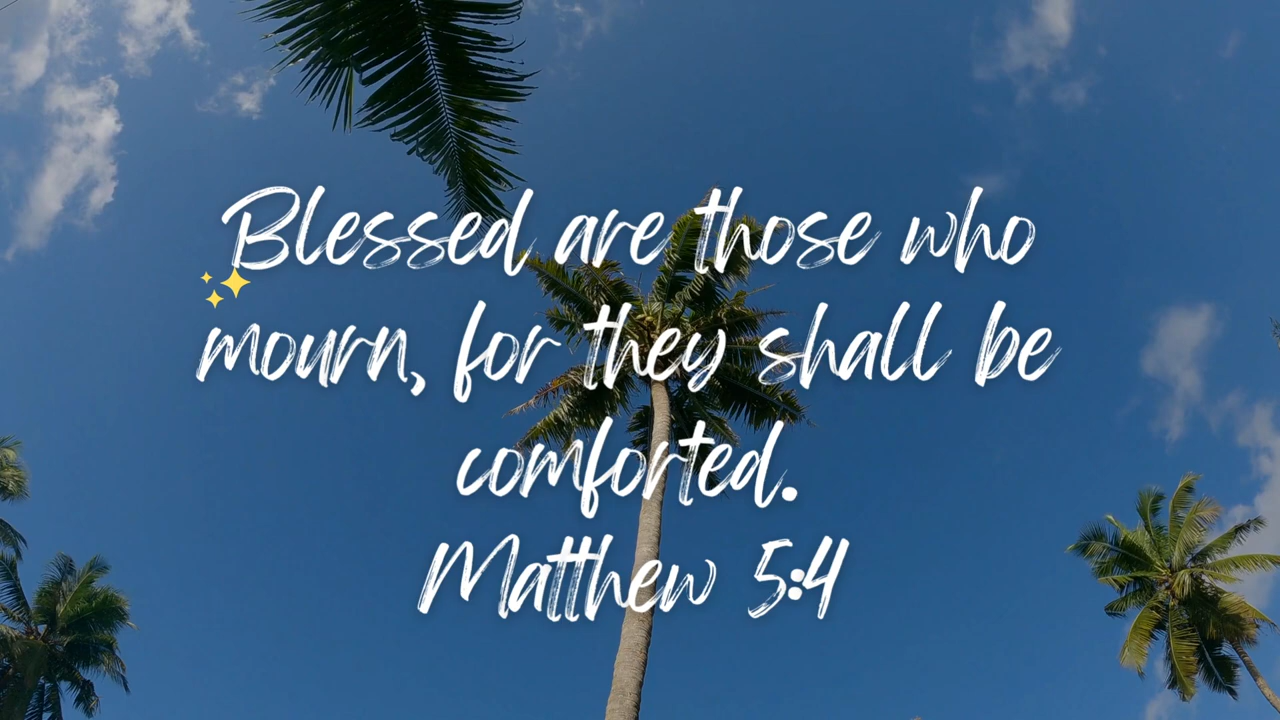 Blessed are those who
mourn, for they shall be
comforted.
Matthew 5:4